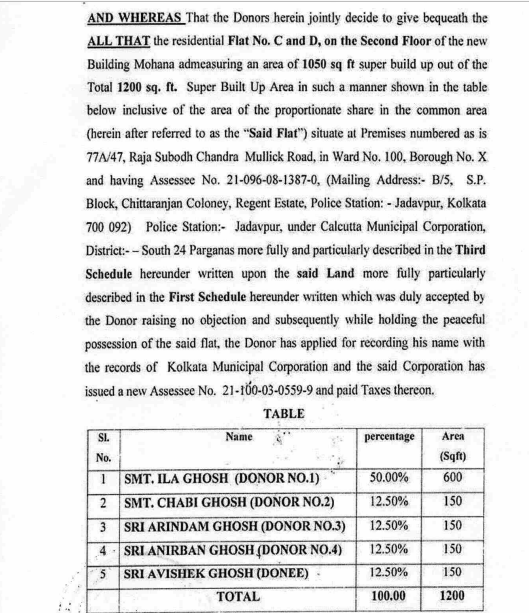 AND WHEREAS That the Donors herein jointly decide to give bequeath the
ALL THAT the residential Flat No. C and D, on the Second Floor of the new
Building Mohana admeasuring an area of 1050 sq ft super build up out of the
Total 1200 sq. ft. Super Built Up Area in such a manner shown in the table
below inclusive of the area of the proportionate share in the common area
(herein after referred to as the “Said Flat”) situate at Premises numbered as is
77A/47, Raja Subodh Chandra Mullick Road, in Ward No. 100, Borough No. X
and having Assessee No. 21-096-08-1387-0, (Mailing Address:- B/5, S.P.
Block, Chittaranjan Coloney, Regent Estate, Police Station: - Jadavpur, Kolkata
700 092) Police Station:- Jadavpur, under Calcutta Municipal Corporation,
District:- – South 24 Parganas more fully and particularly described in the Third
Schedule hereunder written upon the said Land more fully particularly
described in the First Schedule hereunder written which was duly accepted by
the Donor raising no objection and subsequently while holding the peaceful
possession of the said flat, the Donor has applied for recording his name with
the records of Kolkata Municipal Corporation and the said Corporation has
issued a new Assessee No. 21-100-03-0559-9 and paid Taxes thereon.
TABLE
Sl. No. Name percentage Area (Sqft)
1 SMT. ILA GHOSH (DONOR NO.1) 50.00% 600
2 SMT. CHABI GHOSH (DONOR NO.2) 12.50% 150
3 SRI ARINDAM GHOSH (DONOR NO.3) 12.50% 150
4 SRI ANIRBAN GHOSH (DONOR NO.4) 12.50% 150
5 SRI AVISHEK GHOSH (DONEE) 12.50% 150
TOTAL 100.00 1200